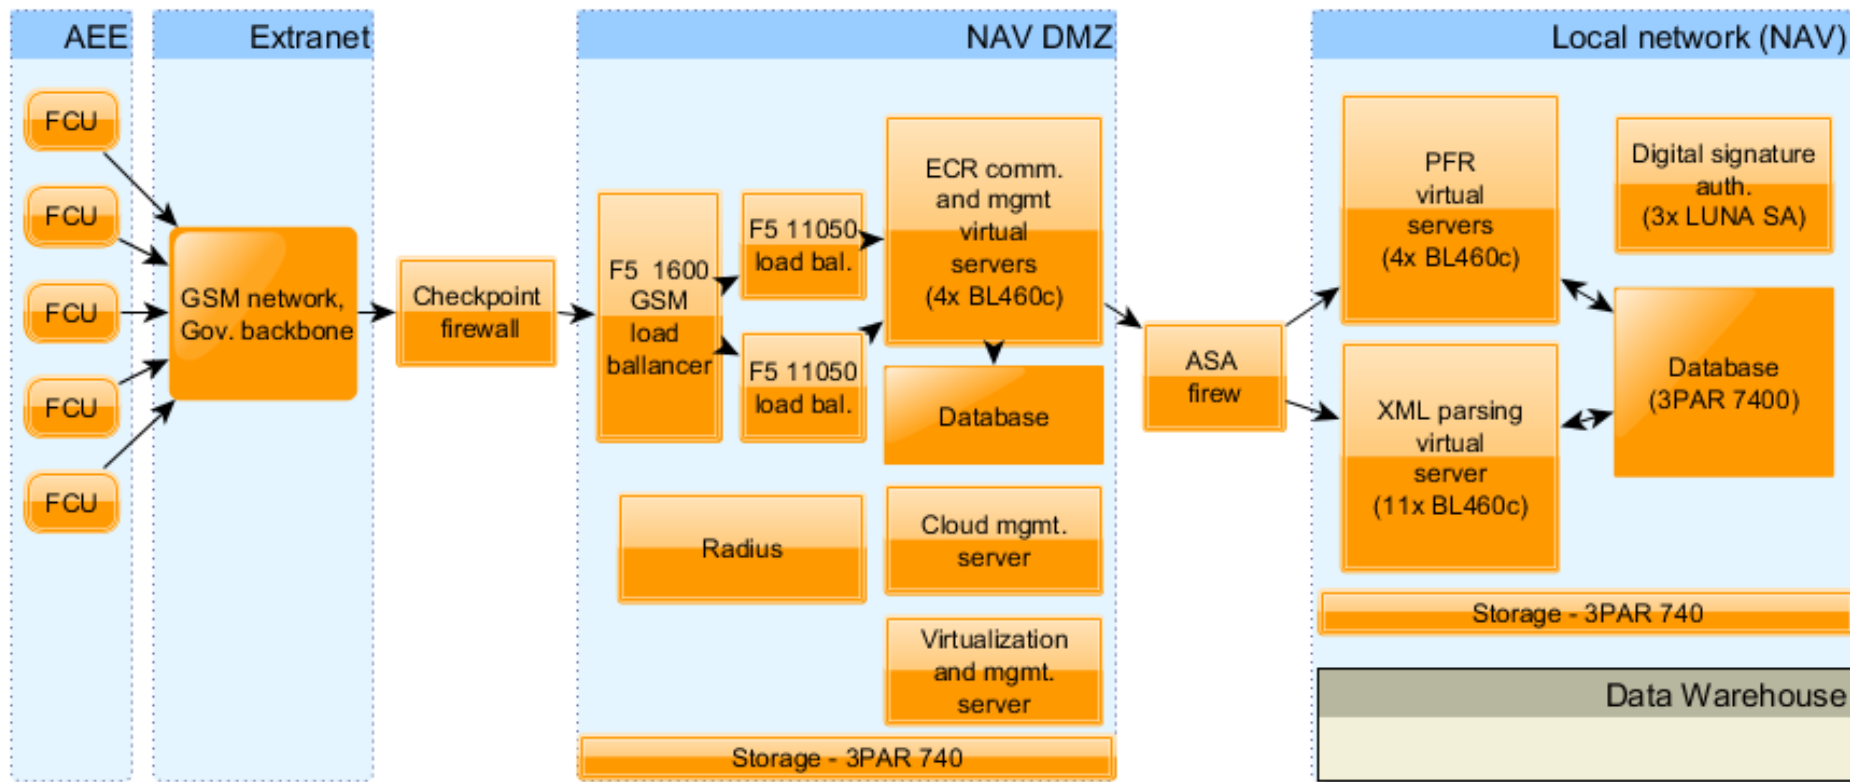 AEE
FCU
FCU
FCU
FCU
FCU
Extranet
GSM network,
Gov. backbone
Checkpoint
firewall
NAV DMZ
F5 1600
GSM
load
ballancer
F5 11050
load bal.
F5 11050
load bal.
ECR comm.
and mgmt
virtual
servers
(4x BL460c)
Database
Radius
Cloud mgmt.
server
Virtualization
and mgmt.
server
Storage - 3PAR 740
ASA
firew
Local network (NAV)
PFR
virtual
servers
(4x BL460c)
Digital signature
auth.
(3x LUNA SA)
XML parsing
virtual
server
(11x BL460c)
Database
(3PAR 7400)
Storage - 3PAR 740
Data Warehouse